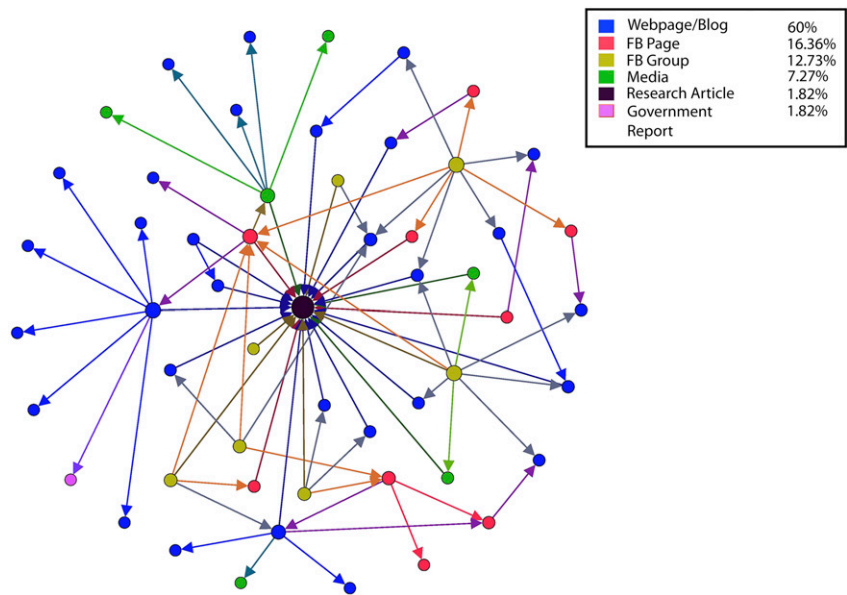 Webpage/Blog 60%
FB Page 16.36%
FB Group 12.73%
Media 7.27%
Research Article 1.82%
Government 1.82%
Report